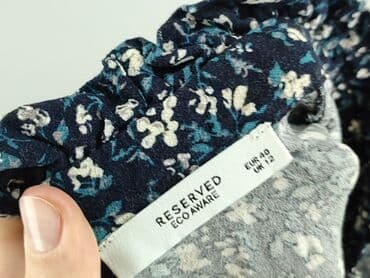 RESERVED
ECO AWARE
EUR 40
UK 12